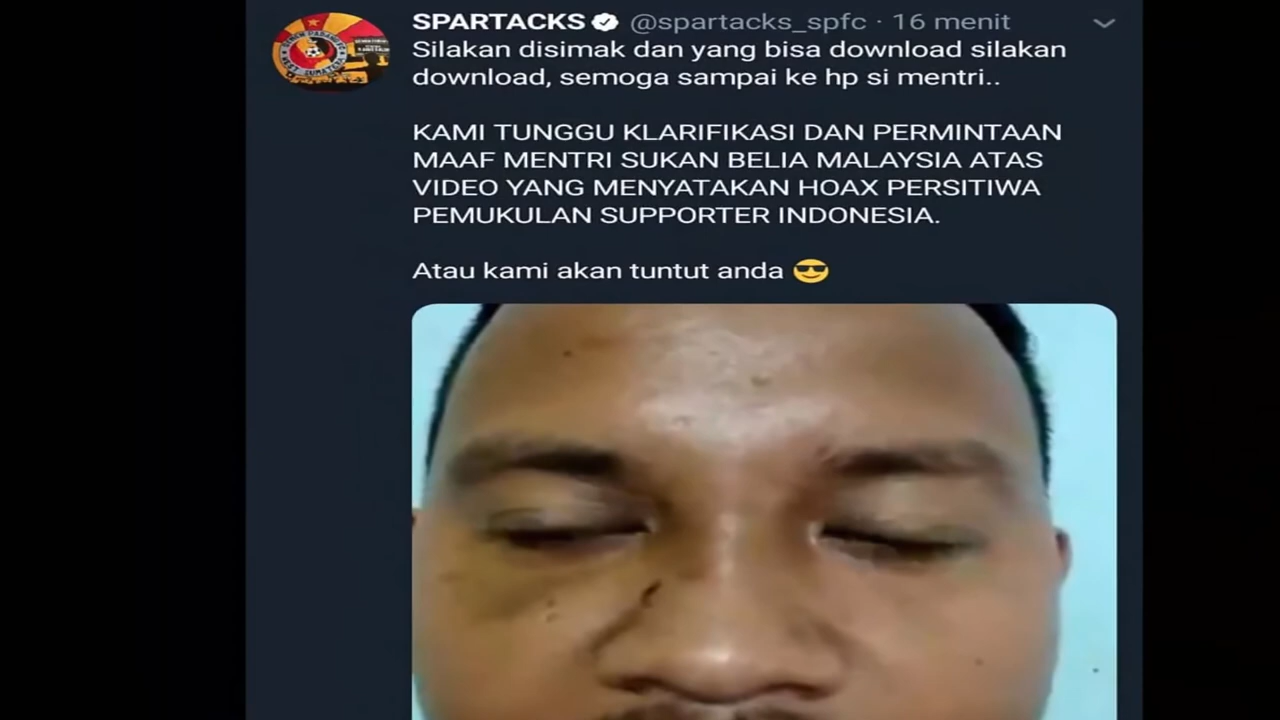 SPARTACKS @spartacks_spfc · 16 menit
Silakan disimak dan yang bisa download silakan
download, semoga sampai ke hp si mentri..
KAMI TUNGGU KLARIFIKASI DAN PERMINTAAN
MAAF MENTRI SUKAN BELIA MALAYSIA ATAS
VIDEO YANG MENYATAKAN HOAX PERSITIWA
PEMUKULAN SUPPORTER INDONESIA.
Atau kami akan tuntut anda 😎